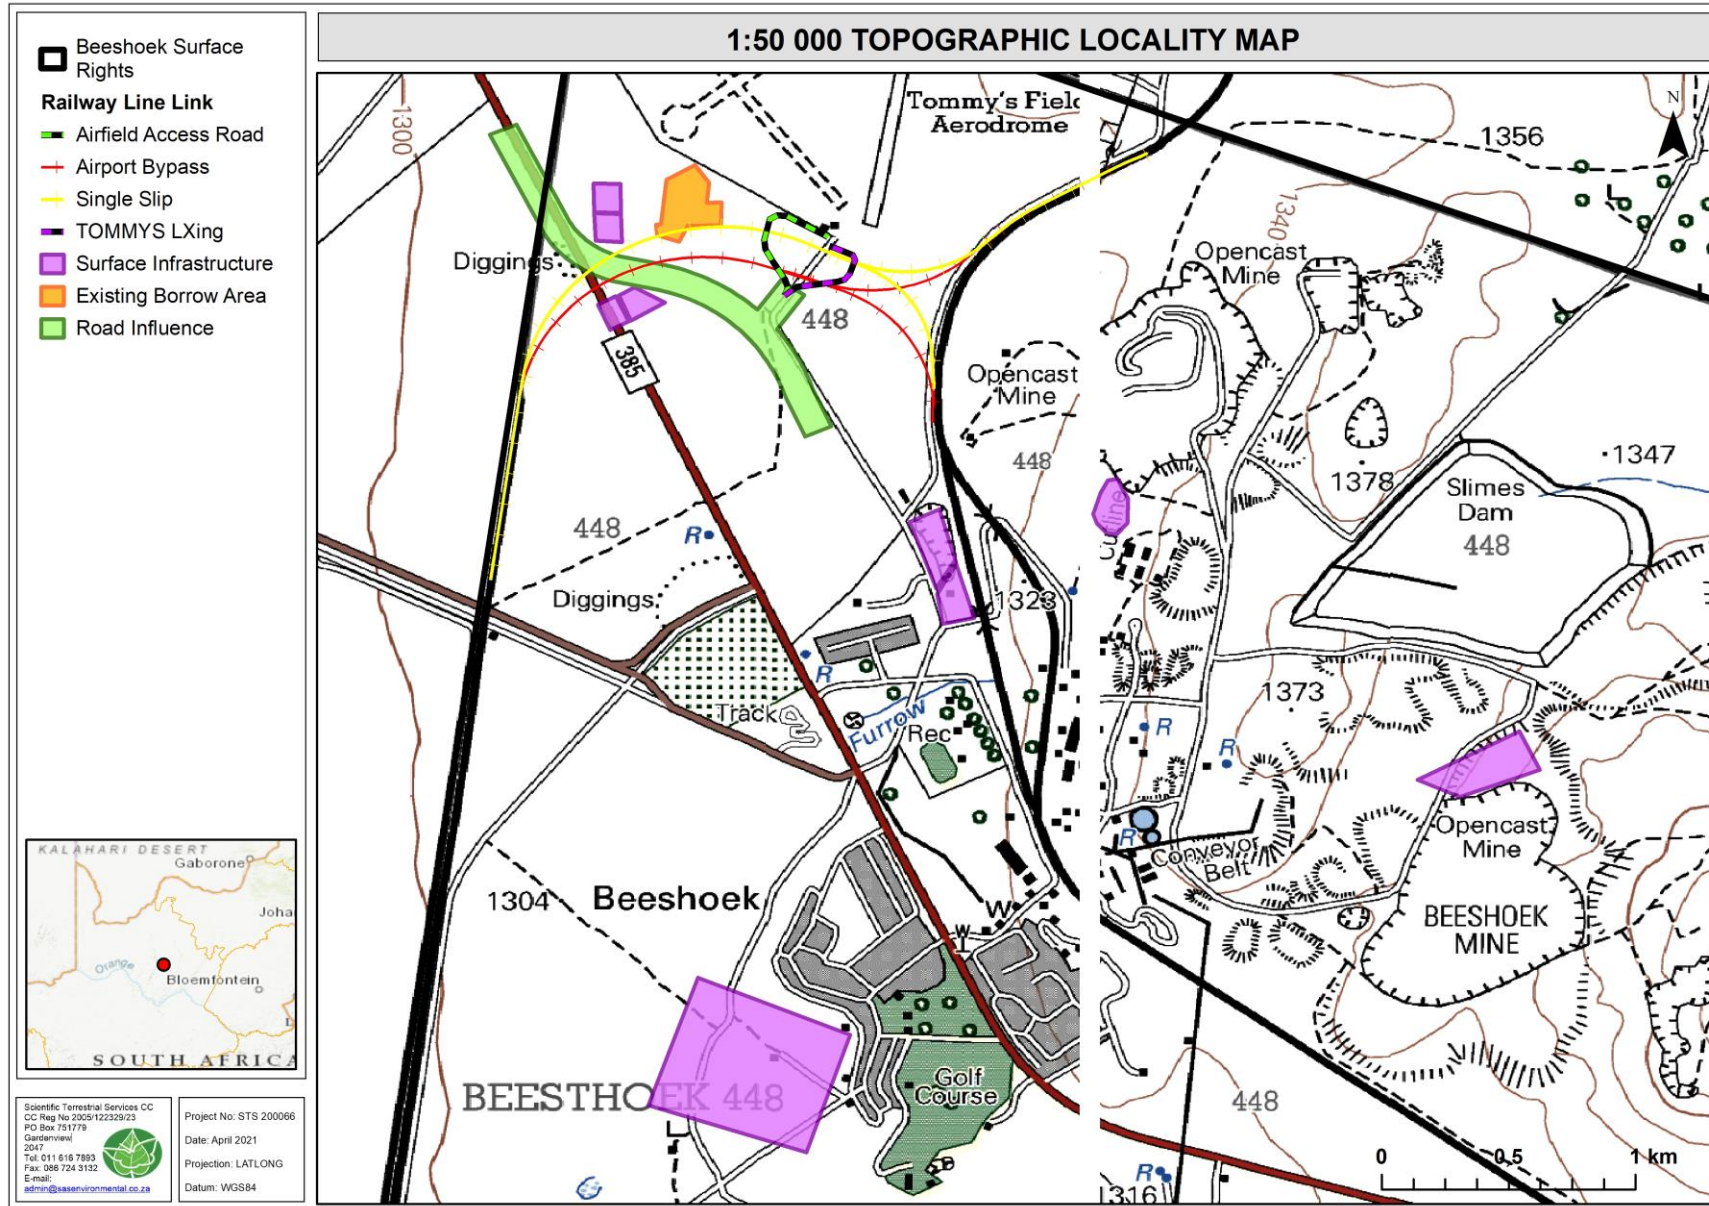 1:50 000 TOPOGRAPHIC LOCALITY MAP
Beeshoek Surface
Rights
Railway Line Link
Airfield Access Road
Airport Bypass
Single Slip
TOMMYS LXing
Surface Infrastructure
Existing Borrow Area
Road Influence
KALAHARI DESERT
Gaborone
Joha
Orange
Bloemfontein
SOUTH AFRICA
Scientific Terrestrial Services CC
CC Reg No 2005/122329/23
PO Box 751779
Gardenview
2047
Tel: 011 616 7893
Fax: 086 724 3132
E-mail:
admin@sasenvironmental.co.za
Project No: STS 200066
Date: April 2021
Projection: LATLONG
Datum: WGS84
1300
Tommy's Field
Aerodrome
N
1356
1340
Opencast
Mine
Diggings
448
385
Opencast
Mine
448
1378
1347
Slimes
Dam
448
448
R
Diggings
1323
R
Track
Furrow
Rec
1373
R
R
R
Conveyor
Belt
Opencast
Mine
1304
Beeshoek
W
W
BEESHOEK
MINE
BEESTHOEK 448
Golf
Course
448
R
1316
0
0.5
1 km